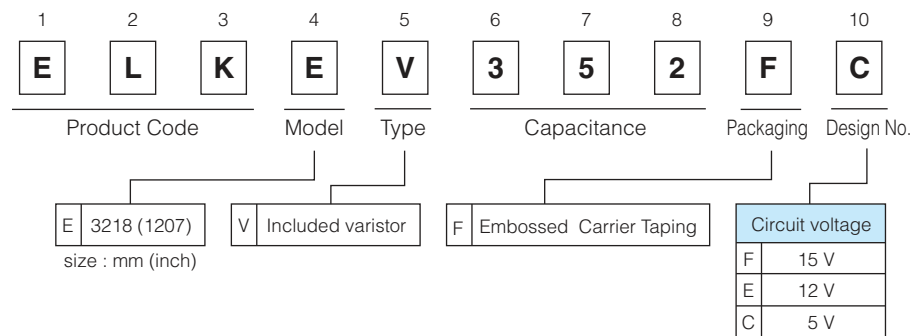 1 2 3 4 5 6 7 8 9 10
E L K E V 3 5 2 F C
Product Code Model Type Capacitance Packaging Design No.
E 3218 (1207) V Included varistor F Embossed Carrier Taping Circuit voltage
size : mm (inch) F 15 V
E 12 V
C 5 V